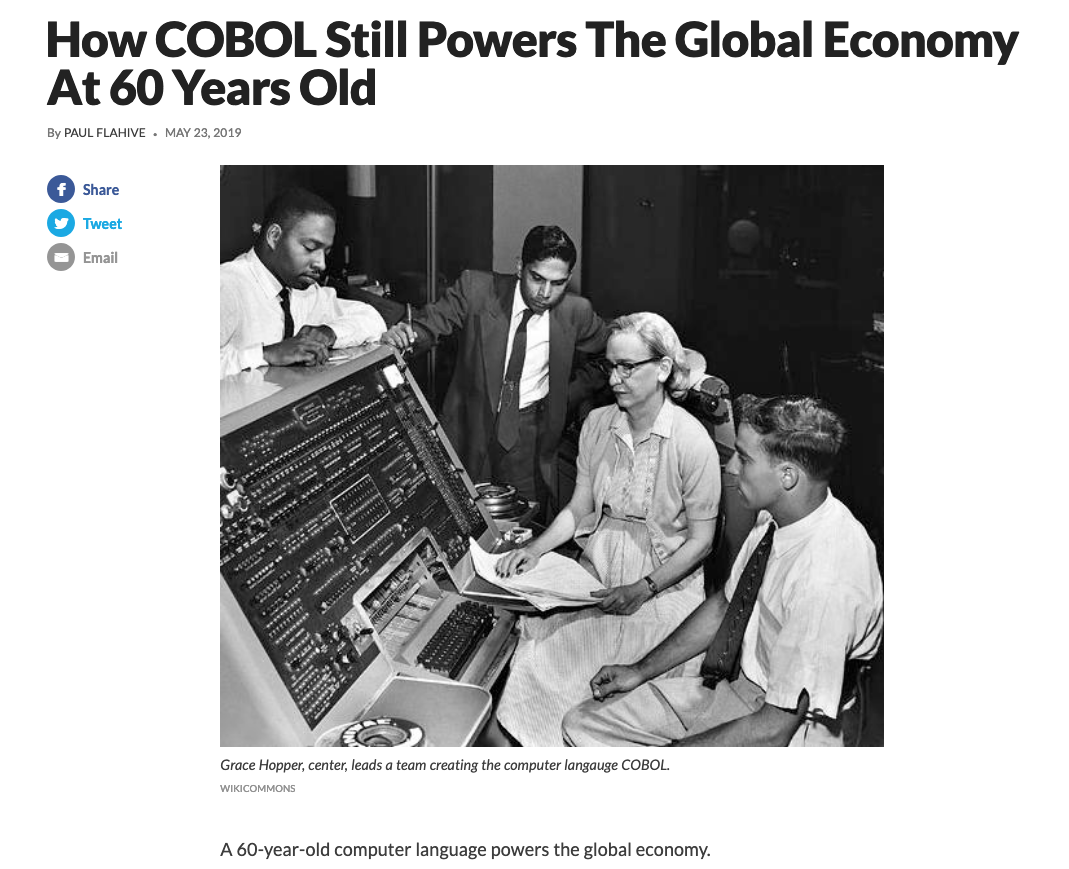 How COBOL Still Powers The Global Economy
At 60 Years Old
By PAUL FLAHIVE • MAY 23, 2019
Share
Tweet
Email
Grace Hopper, center, leads a team creating the computer langauge COBOL.
WIKICOMMONS
A 60-year-old computer language powers the global economy.